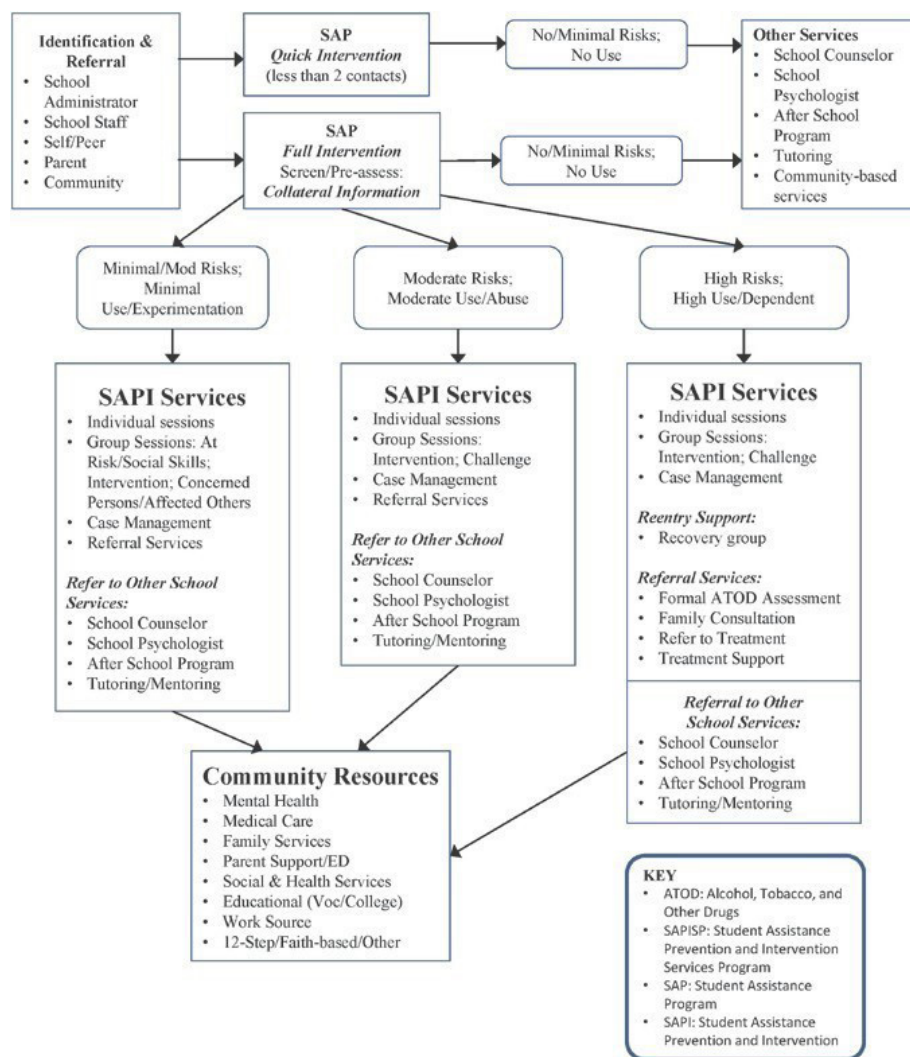 Identification &
Referral
• School
Administrator
• School Staff
• Self/Peer
• Parent
• Community
SAP
Quick Intervention
(less than 2 contacts)
No/Minimal Risks;
No Use
Other Services
• School Counselor
• School
Psychologist
• After School
Program
• Tutoring
• Community-based
services
SAP
Full Intervention
Screen/Pre-assess:
Collateral Information
No/Minimal Risks;
No Use
Minimal/Mod Risks;
Minimal
Use/Experimentation
Moderate Risks;
Moderate Use/Abuse
High Risks;
High Use/Dependent
SAPI Services
• Individual sessions
• Group Sessions: At
Risk/Social Skills;
Intervention; Concerned
Persons/Affected Others
• Case Management
• Referral Services
Refer to Other School
Services:
• School Counselor
• School Psychologist
• After School Program
• Tutoring/Mentoring
SAPI Services
• Individual sessions
• Group Sessions:
Intervention; Challenge
• Case Management
• Referral Services
Refer to Other School
Services:
• School Counselor
• School Psychologist
• After School Program
• Tutoring/Mentoring
SAPI Services
• Individual sessions
• Group Sessions:
Intervention; Challenge
• Case Management
Reentry Support:
• Recovery group
Referral Services:
• Formal ATOD Assessment
• Family Consultation
• Refer to Treatment
• Treatment Support
Referral to Other
School Services:
• School Counselor
• School Psychologist
• After School Program
• Tutoring/Mentoring
Community Resources
• Mental Health
• Medical Care
• Family Services
• Parent Support/ED
• Social & Health Services
• Educational (Voc/College)
• Work Source
• 12-Step/Faith-based/Other
KEY
• ATOD: Alcohol, Tobacco, and
Other Drugs
• SAPISP: Student Assistance
Prevention and Intervention
Services Program
• SAP: Student Assistance
Program
• SAPI: Student Assistance
Prevention and Intervention